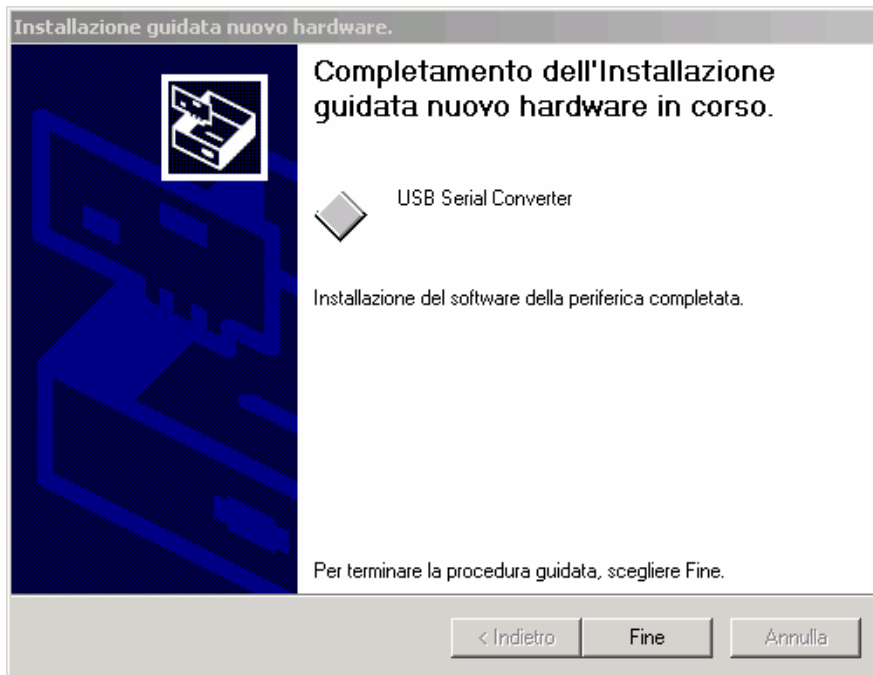 Installazione guidata nuovo hardware.
Completamento dell'Installazione
guidata nuovo hardware in corso.
USB Serial Converter
Installazione del software della periferica completata.
Per terminare la procedura guidata, scegliere Fine.
< Indietro Fine Annulla